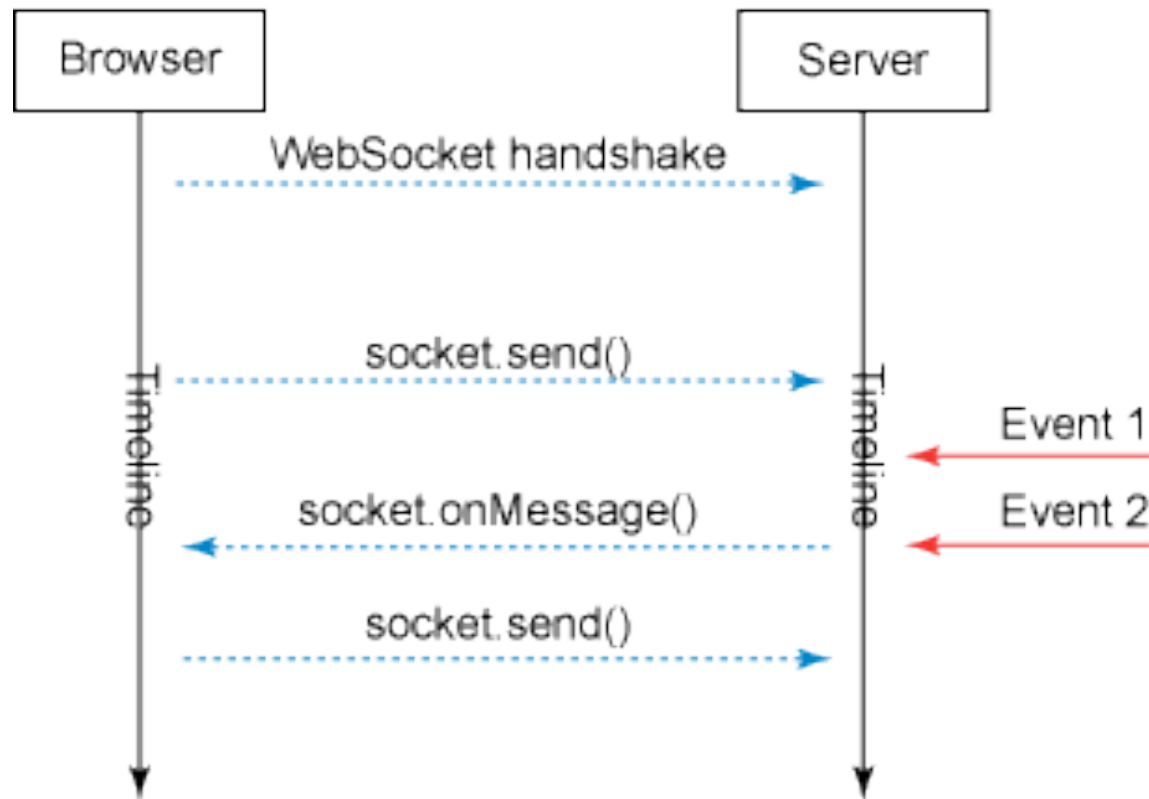 Browser
Server
WebSocket handshake
socket.send()
Timeline
Timeline
Event 1
socket.onMessage()
Event 2
socket.send()